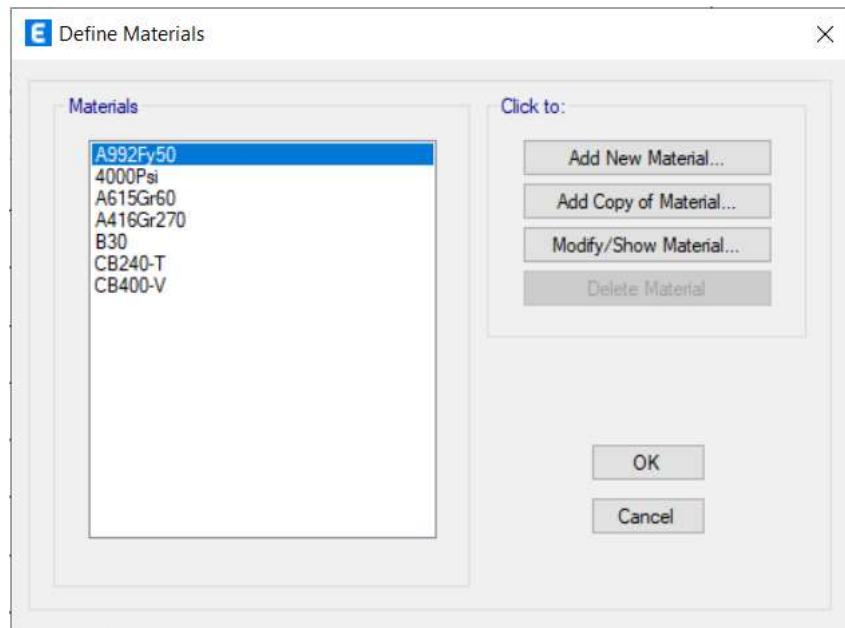 E Define Materials
Materials
A992Fy50
4000Psi
A615Gr60
A416Gr270
B30
CB240-T
CB400-V
Click to:
Add New Material...
Add Copy of Material...
Modify/Show Material...
Delete Material
OK
Cancel